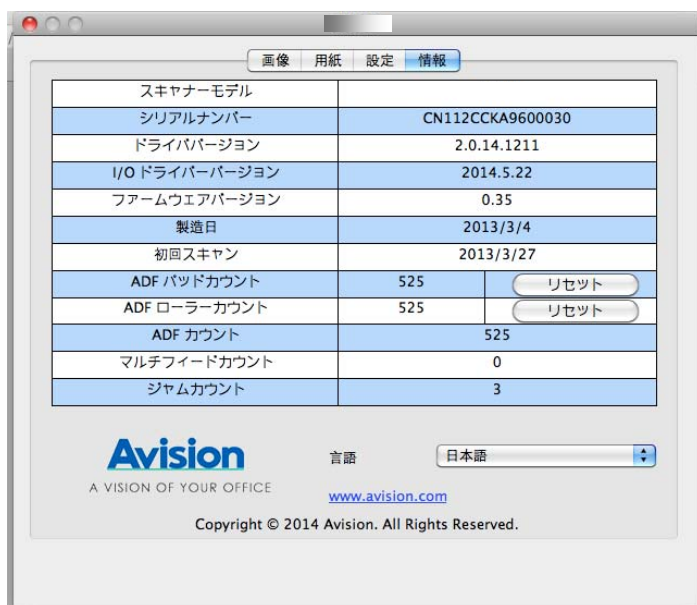 画像 用紙 設定 情報
スキャナーモデル
シリアルナンバー CN112CCKA9600030
ドライババージョン 2.0.14.1211
I/O ドライバーバージョン 2014.5.22
ファームウエアバージョン 0.35
製造日 2013/3/4
初回スキャン 2013/3/27
ADF パッドカウント 525 リセット
ADF ローラーカウント 525 リセット
ADF カウント 525
マルチフィードカウント 0
ジャムカウント 3
Avision
A VISION OF YOUR OFFICE
言語 日本語
www.avision.com
Copyright © 2014 Avision. All Rights Reserved.